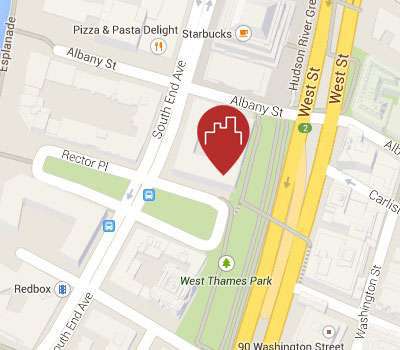 Esplanade
Pizza & Pasta Delight
Starbucks
Hudson River Gre
West St
West St
Albany St
South End Ave
Albany St
2
Alb
Rector Pl
Carlisl
West Thames Park
Redbox
South End Ave
Washington St
90 Washington Street